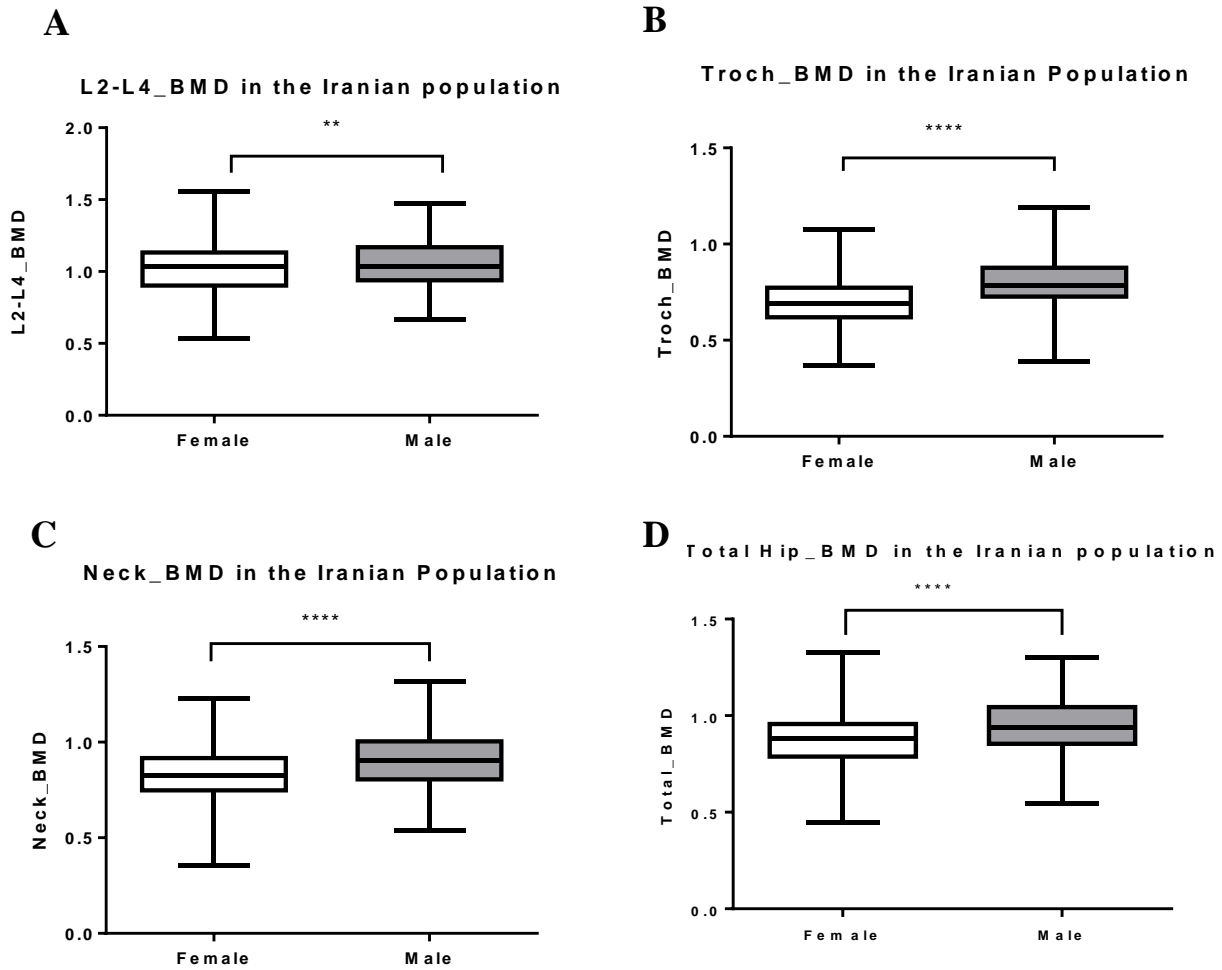 A
L2-L4_BMD in the Iranian population
**
2.0
1.5
1.0
0.5
0.0
L2-L4_BMD
Female Male
B
Troch_BMD in the Iranian Population
****
1.5
1.0
0.5
0.0
Troch_BMD
Female Male
C
Neck_BMD in the Iranian Population
****
1.5
1.0
0.5
0.0
Neck_BMD
Female Male
D
Total Hip_BMD in the Iranian population
****
1.5
1.0
0.5
0.0
Total_BMD
Female Male